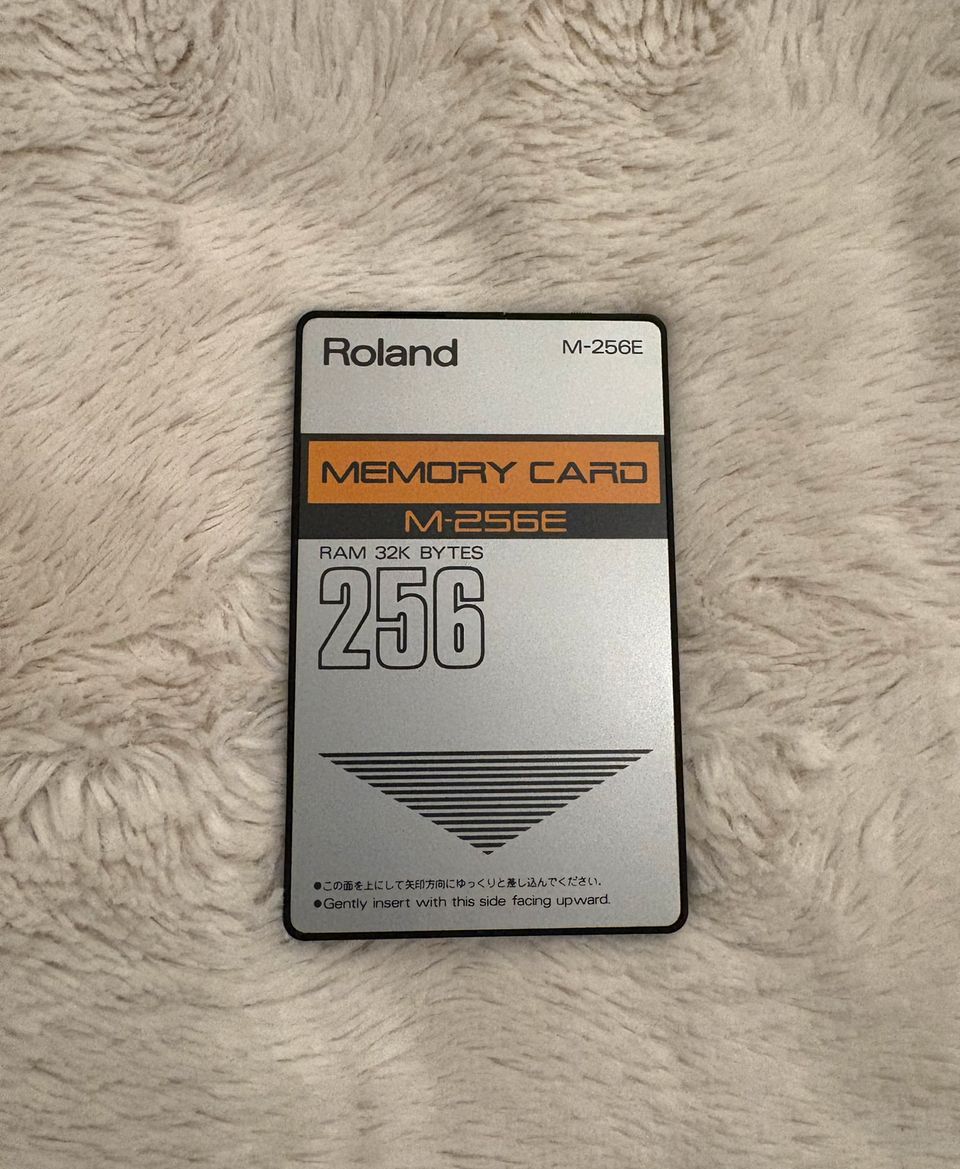 Roland M-256E
MEMORY CARD
M-256E
RAM 32K BYTES
256
●この面を上にして矢印方向にゆっくりと差し込んでください.
●Gently insert with this side facing upward.